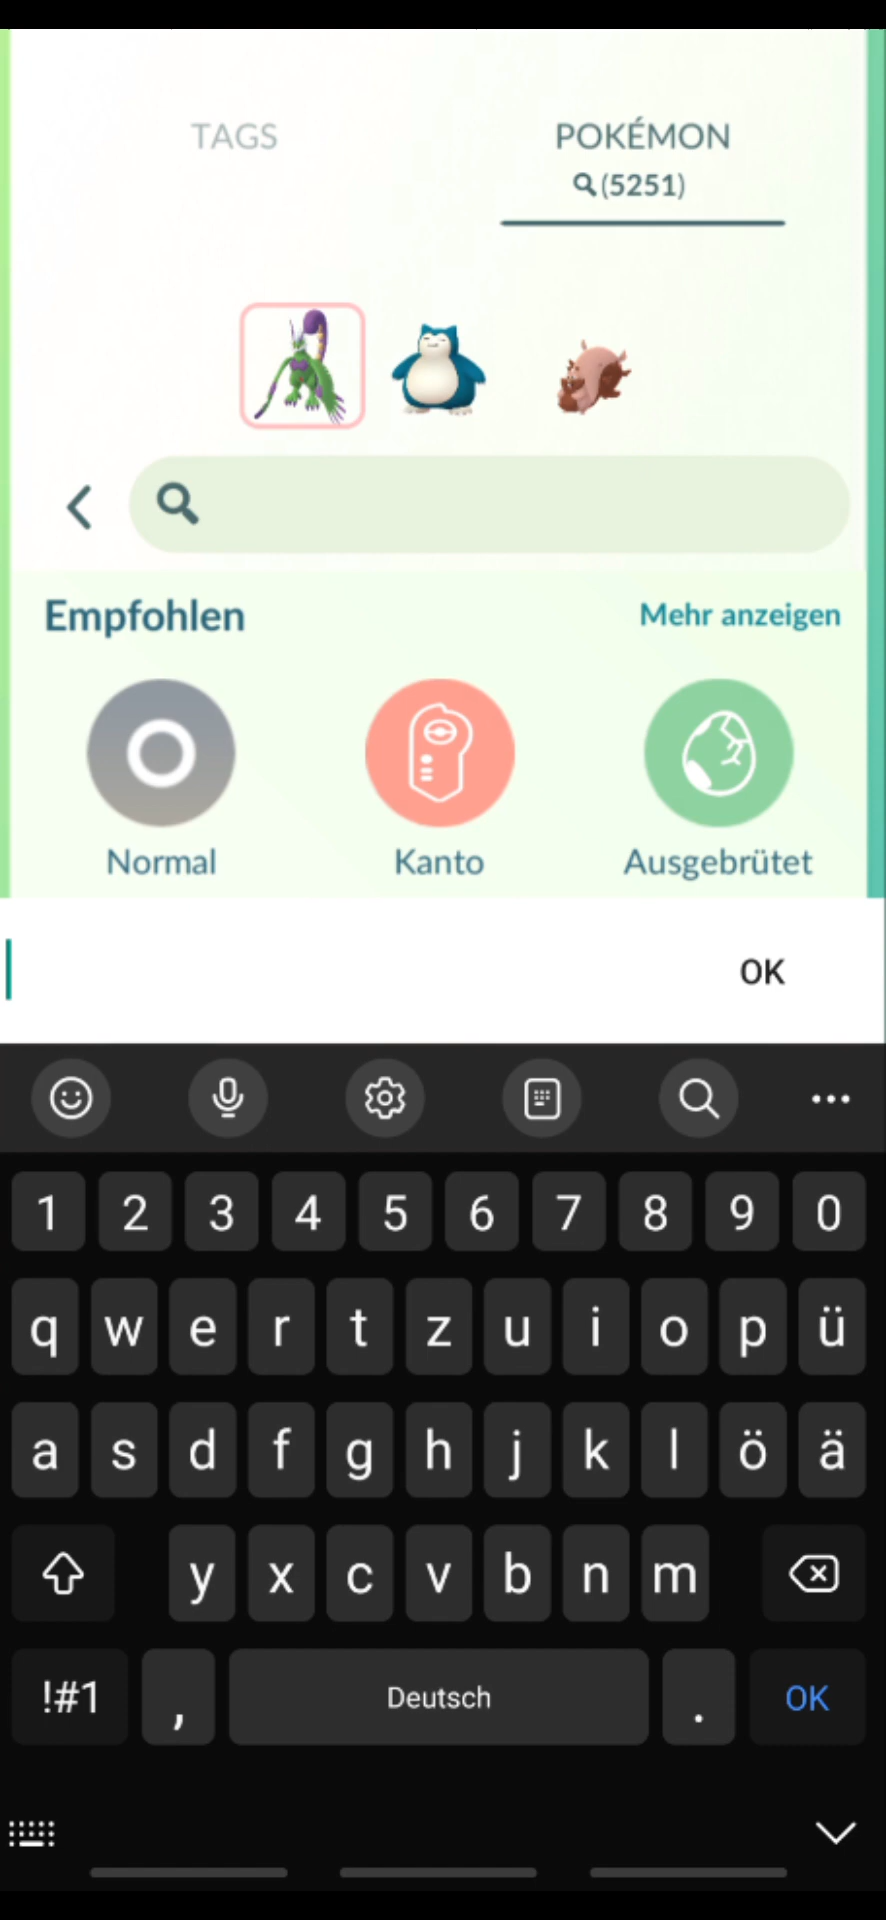 TAGS
POKÉMON
(5251)
Empfohlen
Mehr anzeigen
Normal
Kanto
Ausgebrütet
OK
1 2 3 4 5 6 7 8 9 0
q w e r t z u i o p ü
a s d f g h j k l ö ä
y x c v b n m
!#1 , Deutsch . OK